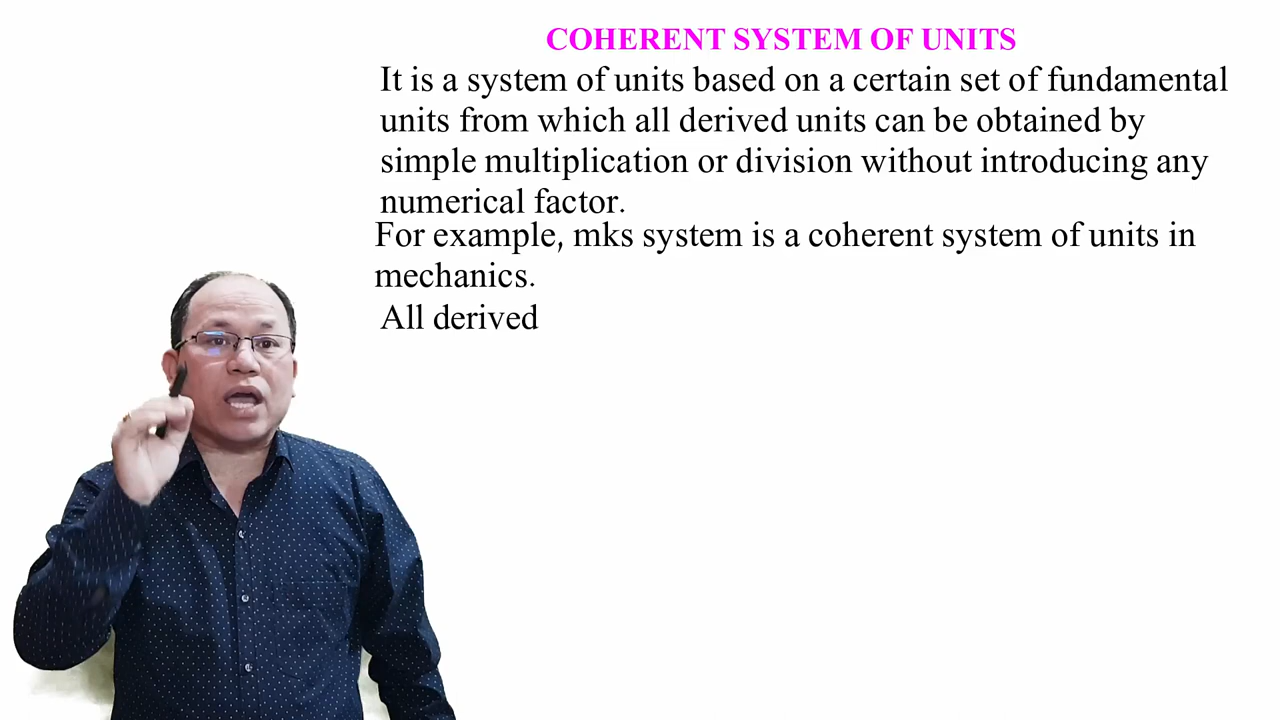 COHERENT SYSTEM OF UNITS
It is a system of units based on a certain set of fundamental
units from which all derived units can be obtained by
simple multiplication or division without introducing any
numerical factor.
For example, mks system is a coherent system of units in
mechanics.
All derived